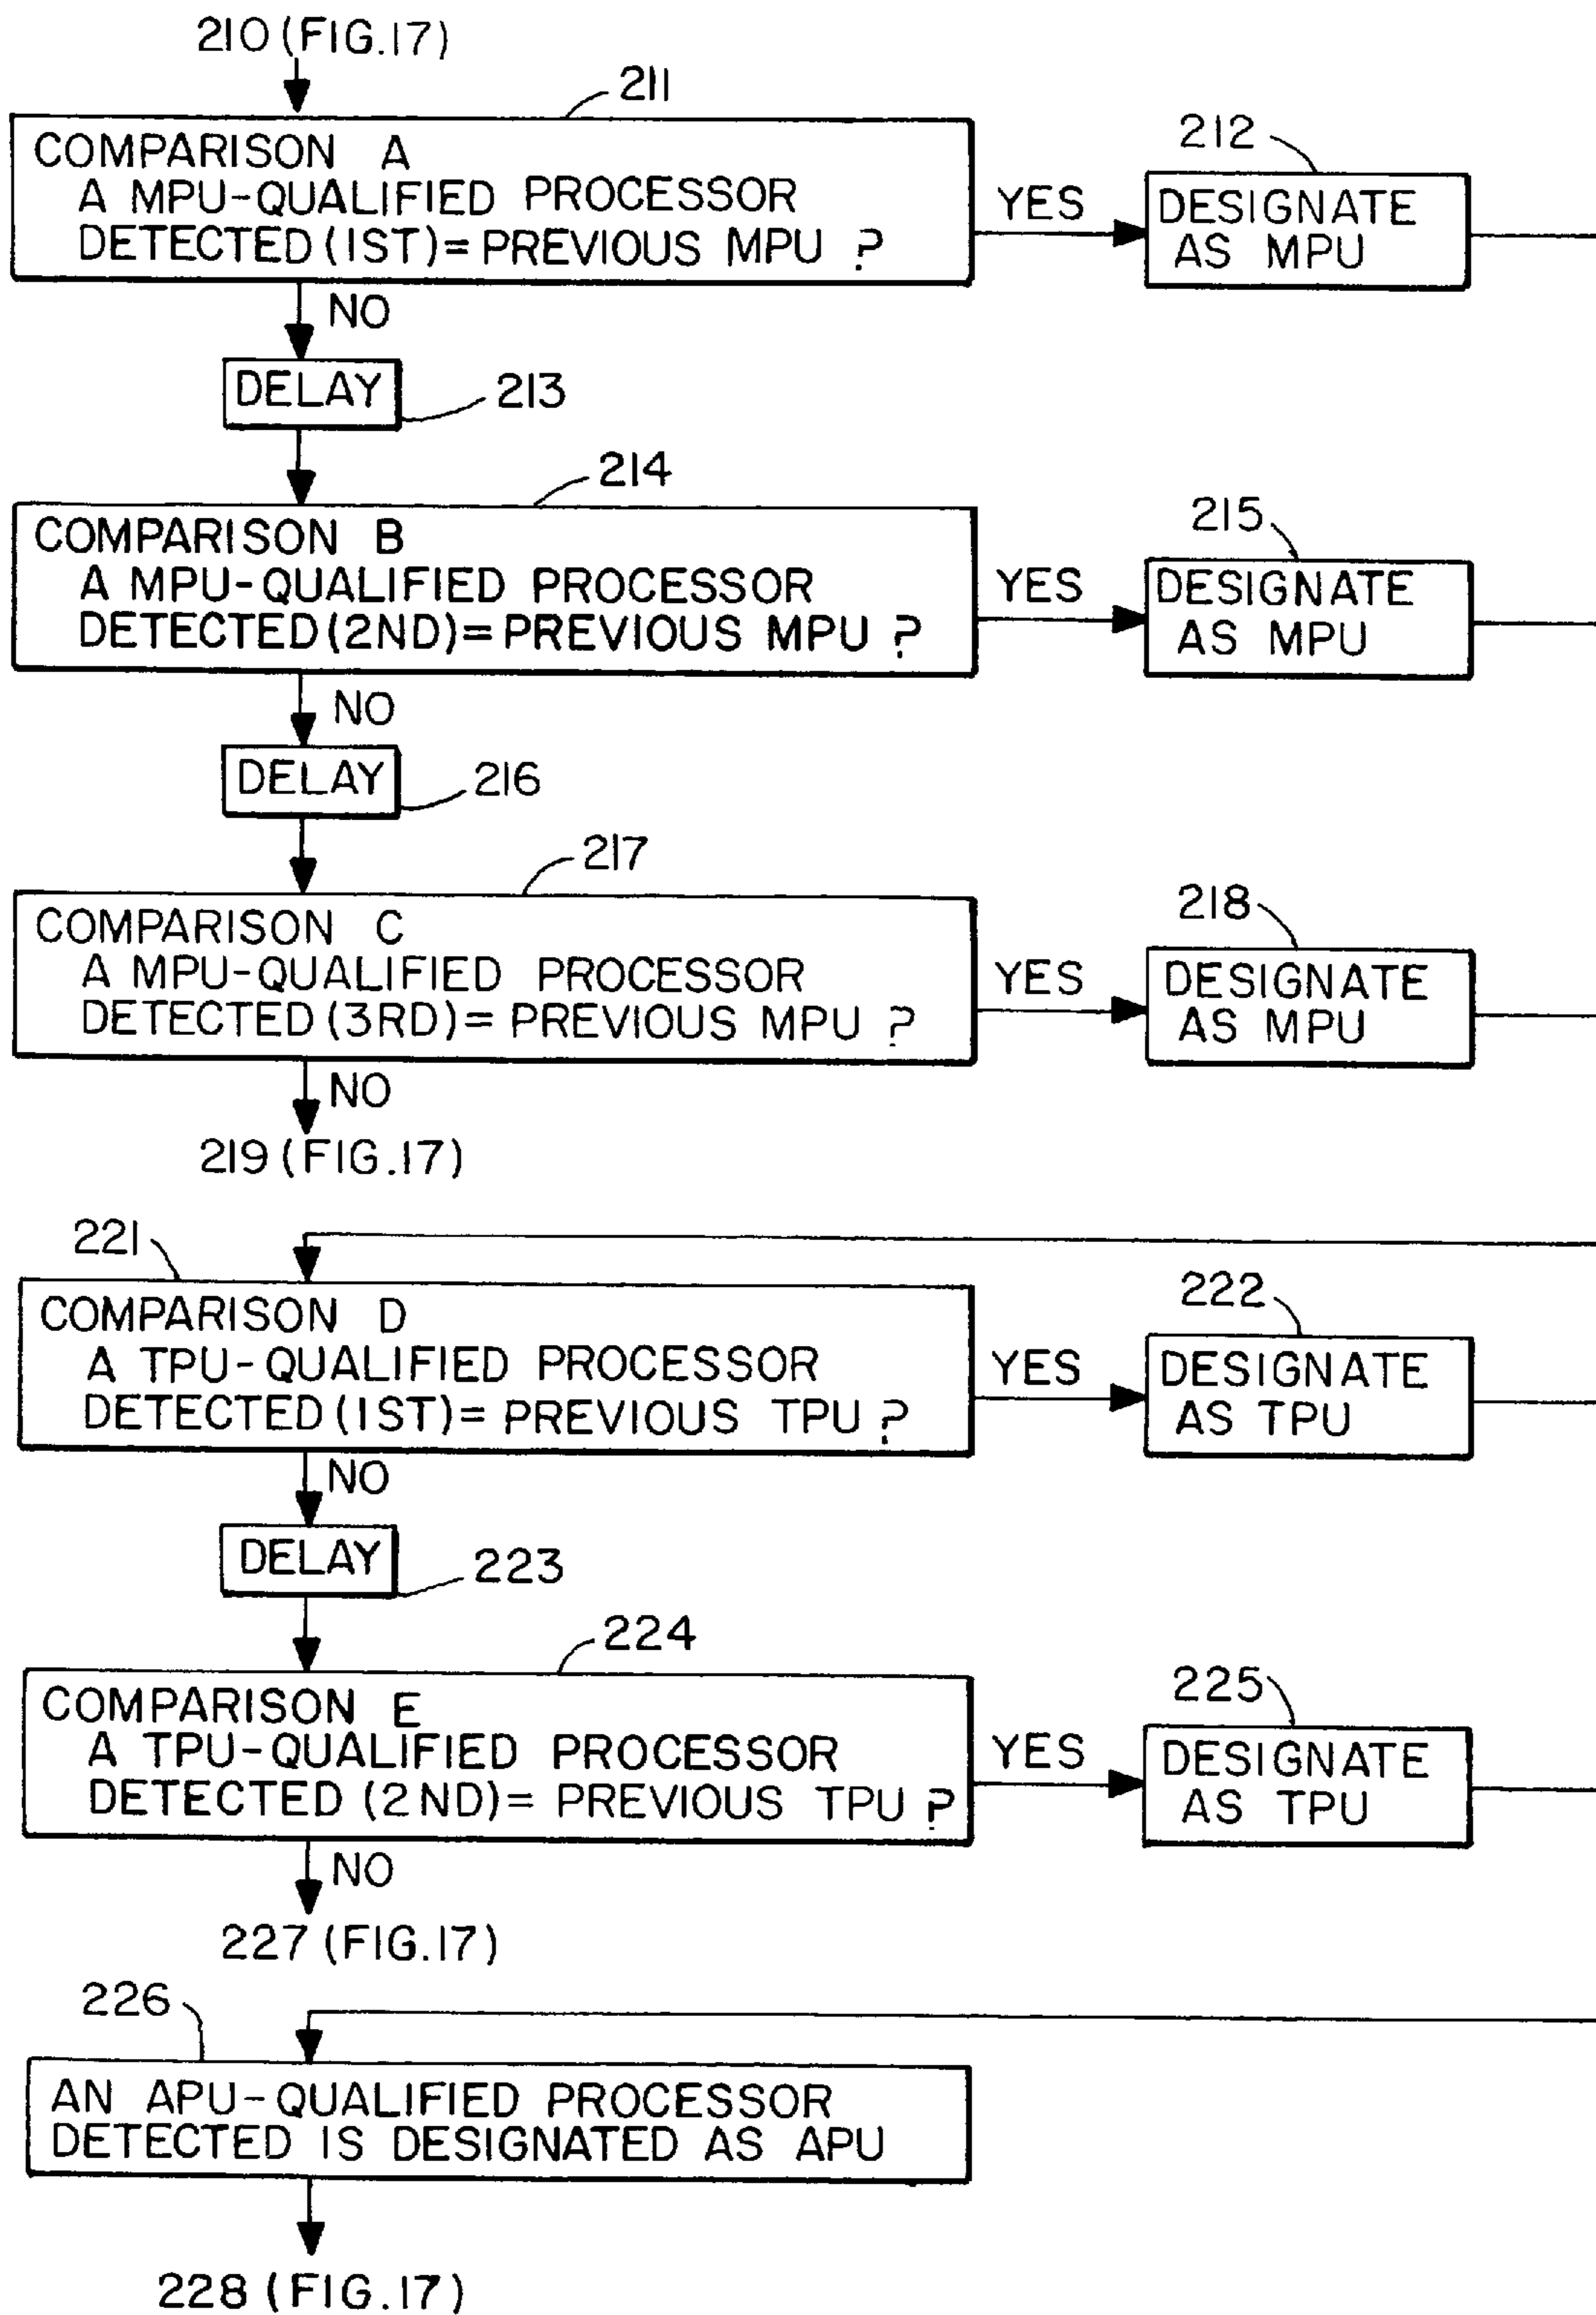 210 (FIG.17)
211
COMPARISON A
A MPU-QUALIFIED PROCESSOR
DETECTED (1ST) = PREVIOUS MPU ?
YES
212
DESIGNATE
AS MPU
NO
DELAY
213
214
COMPARISON B
A MPU-QUALIFIED PROCESSOR
DETECTED (2ND) = PREVIOUS MPU ?
YES
215
DESIGNATE
AS MPU
NO
DELAY
216
217
COMPARISON C
A MPU-QUALIFIED PROCESSOR
DETECTED (3RD) = PREVIOUS MPU ?
YES
218
DESIGNATE
AS MPU
NO
219 (FIG.17)
221
COMPARISON D
A TPU-QUALIFIED PROCESSOR
DETECTED (1ST) = PREVIOUS TPU ?
YES
222
DESIGNATE
AS TPU
NO
DELAY
223
224
COMPARISON E
A TPU-QUALIFIED PROCESSOR
DETECTED (2ND) = PREVIOUS TPU ?
YES
225
DESIGNATE
AS TPU
NO
227 (FIG.17)
226
AN APU-QUALIFIED PROCESSOR
DETECTED IS DESIGNATED AS APU
228 (FIG.17)